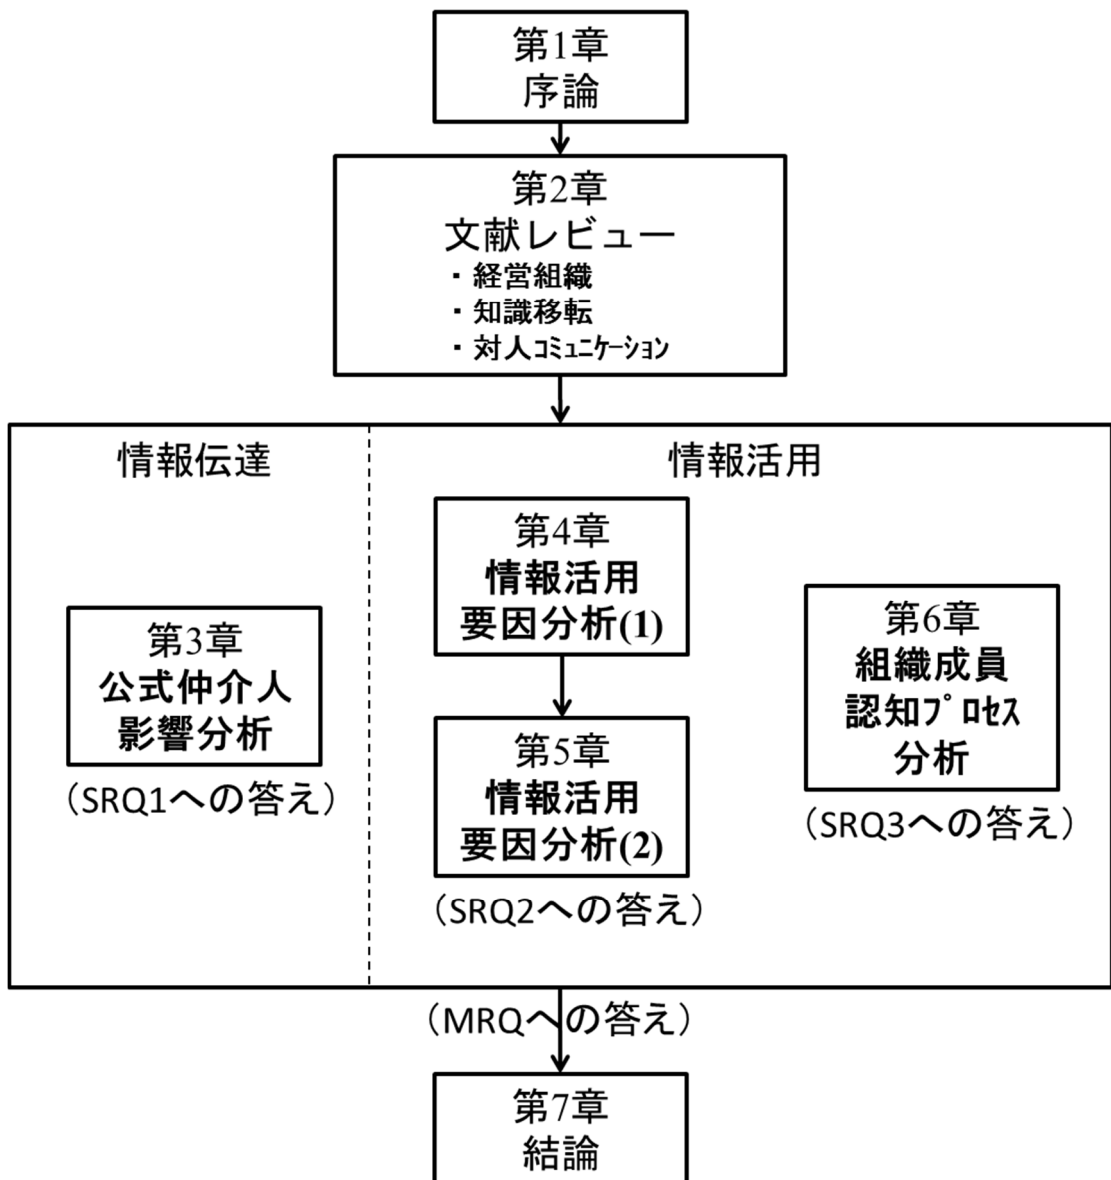 第1章
序論
第2章
文献レビュー
・経営組織
・知識移転
・対人ｺﾐｭﾆｹｰｼｮﾝ
情報伝達
情報活用
第3章
公式仲介人
影響分析
(SRQ1への答え)
第4章
情報活用
要因分析(1)
第5章
情報活用
要因分析(2)
(SRQ2への答え)
第6章
組織成員
認知ﾌﾟﾛｾｽ
分析
(SRQ3への答え)
(MRQへの答え)
第7章
結論